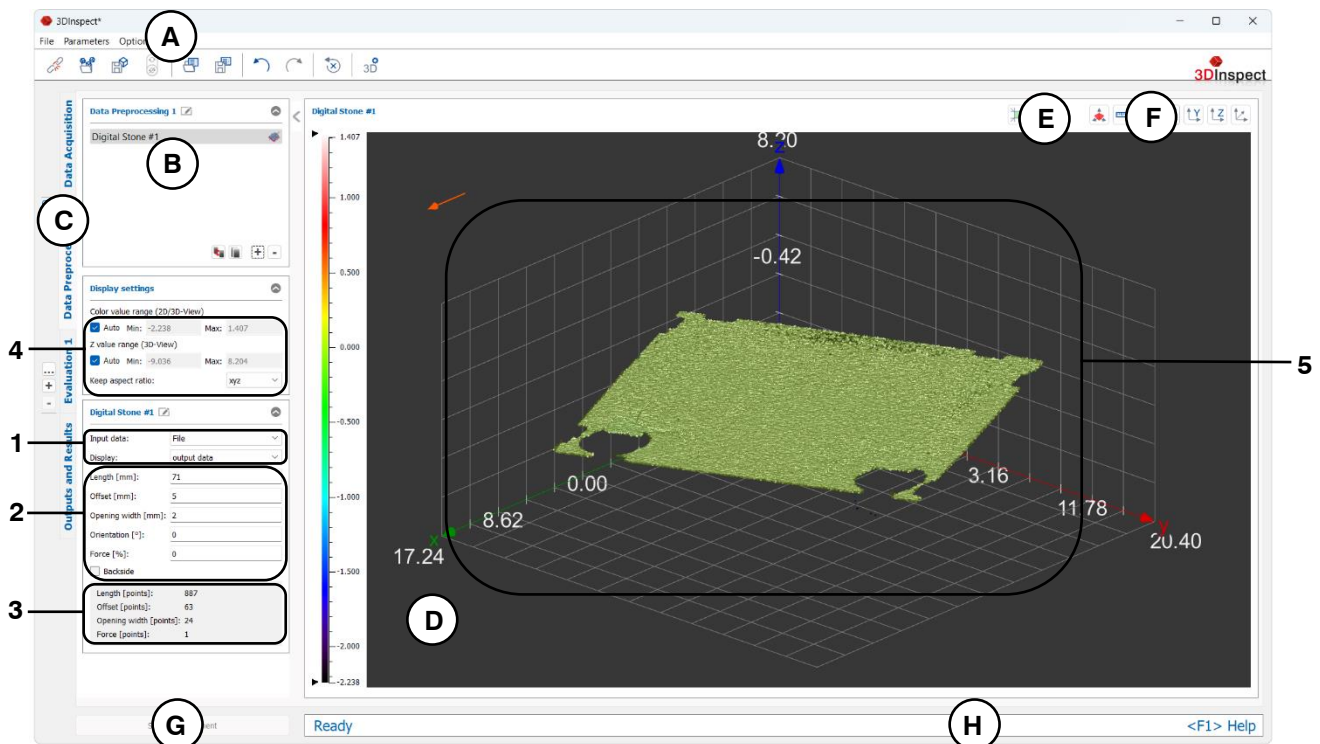 3DInspect*
File Parameters
A
3D
3DInspect
Data Acquisition
Data Preprocessing 1
Digital Stone #1
B
C
Evaluation 1
Outputs and Results
...
+
-
+ -
Display settings
Color value range (2D/3D-View)
Auto Min: -2.238 Max: 1.407
Z value range (3D-View)
Auto Min: -9.036 Max: 8.204
Keep aspect ratio: xyz
4
Digital Stone #1
Input data: File
Display: output data
1
Length [mm]: 71
Offset [mm]: 5
Opening width [mm]: 2
Orientation [°]: 0
Force [%]: 0
Backside
2
Length [points]: 887
Offset [points]: 63
Opening width [points]: 24
Force [points]: 1
3
G
Digital Stone #1
E
F
Y
Z
1.407
1.000
0.500
0.000
-0.500
-1.000
-1.500
-2.000
-2.238
8.20
z
-0.42
0.00
8.62
x
17.24
3.16
11.78
y
20.40
5
D
Ready
H
<F1> Help